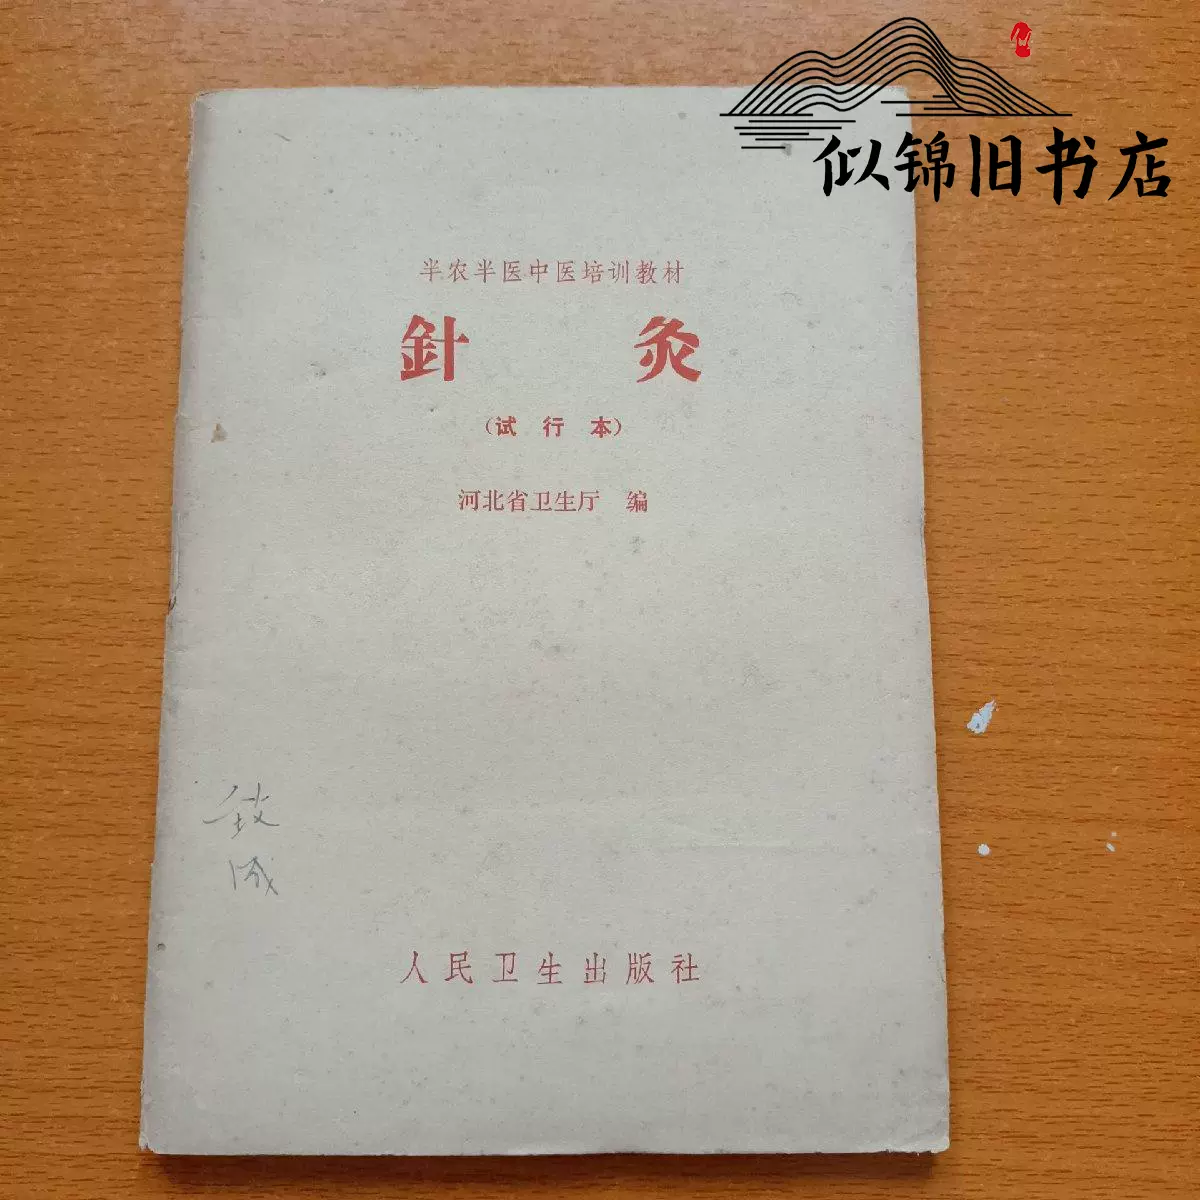 似锦旧书店
半农半医中医培训教材
針灸
（试行本）
河北省卫生厅 编
人民卫生出版社